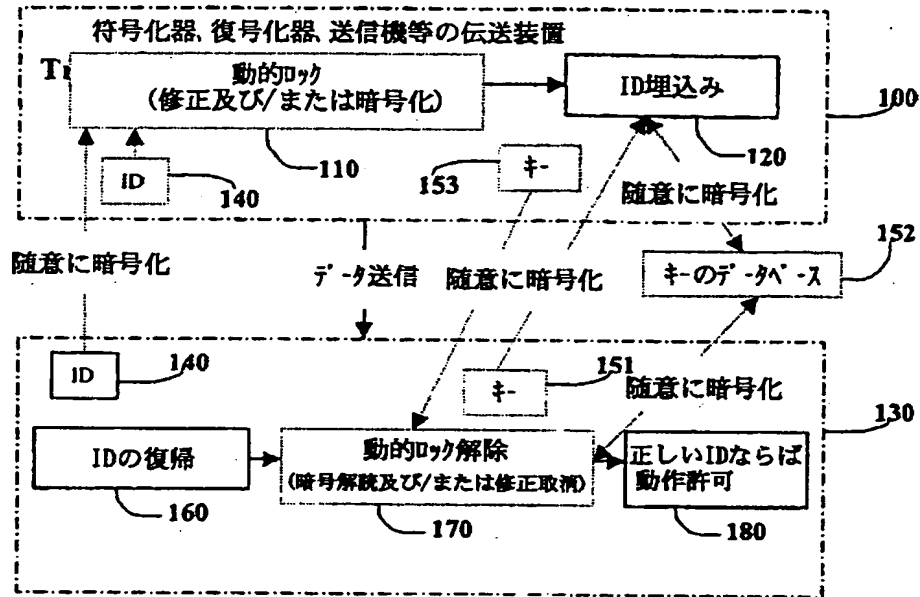 符号化器、復号化器、送信機等の伝送装置
動的ロック
(修正及び/または暗号化)
ID埋込み
100
110
120
ID
140
153
キー
随意に暗号化
152
随意に暗号化
データ送信
随意に暗号化
キーのデータベース
ID
140
キー
151
随意に暗号化
130
IDの復帰
動的ロック解除
(暗号解読及び/または修正取消)
正しいIDならば
動作許可
160
170
180